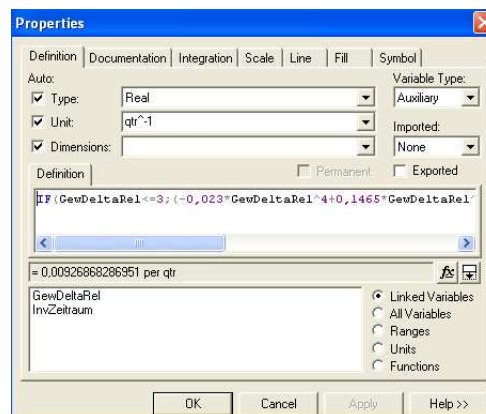 Properties
Definition Documentation Integration Scale Line Fill Symbol
Auto: Variable Type:
Type: Real Auxiliary
Unit: qtr^-1 Imported:
Dimensions: None
Definition Permanent Exported
IF(GewDeltaRel<=3;(-0,023*GewDeltaRel^4+0,1465*GewDeltaRel^
= 0,00926868286951 per qtr fx
GewDeltaRel Linked Variables
InvZeitraum All Variables
Ranges
Units
Functions
OK Cancel Apply Help >>